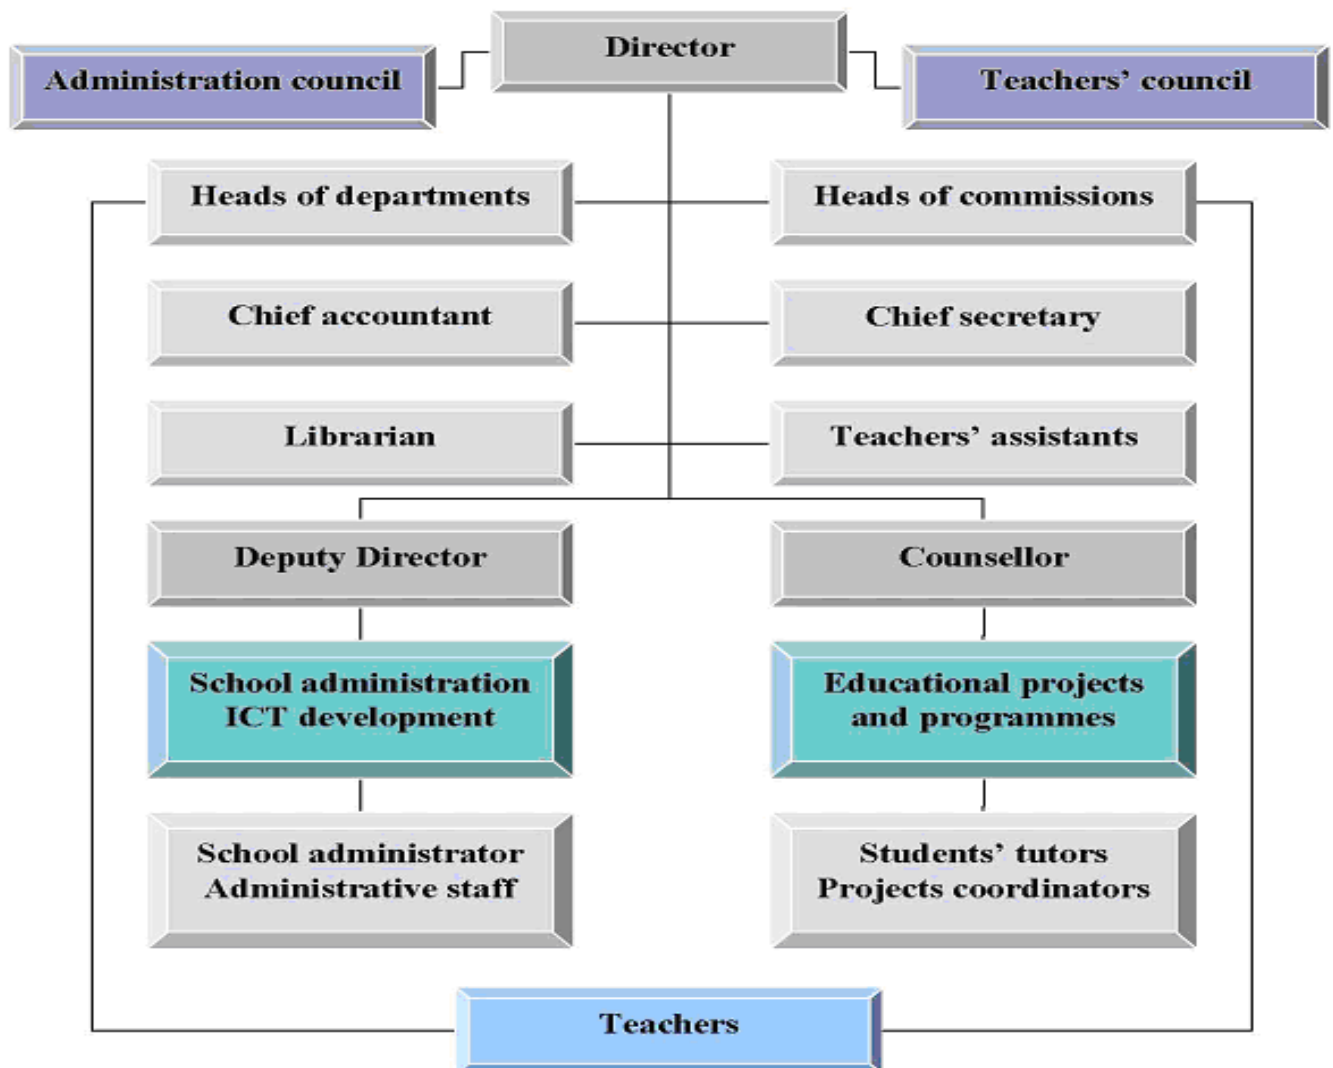 Director
Administration council
Teachers’ council
Heads of departments
Heads of commissions
Chief accountant
Chief secretary
Librarian
Teachers’ assistants
Deputy Director
Counsellor
School administration
ICT development
Educational projects
and programmes
School administrator
Administrative staff
Students’ tutors
Projects coordinators
Teachers